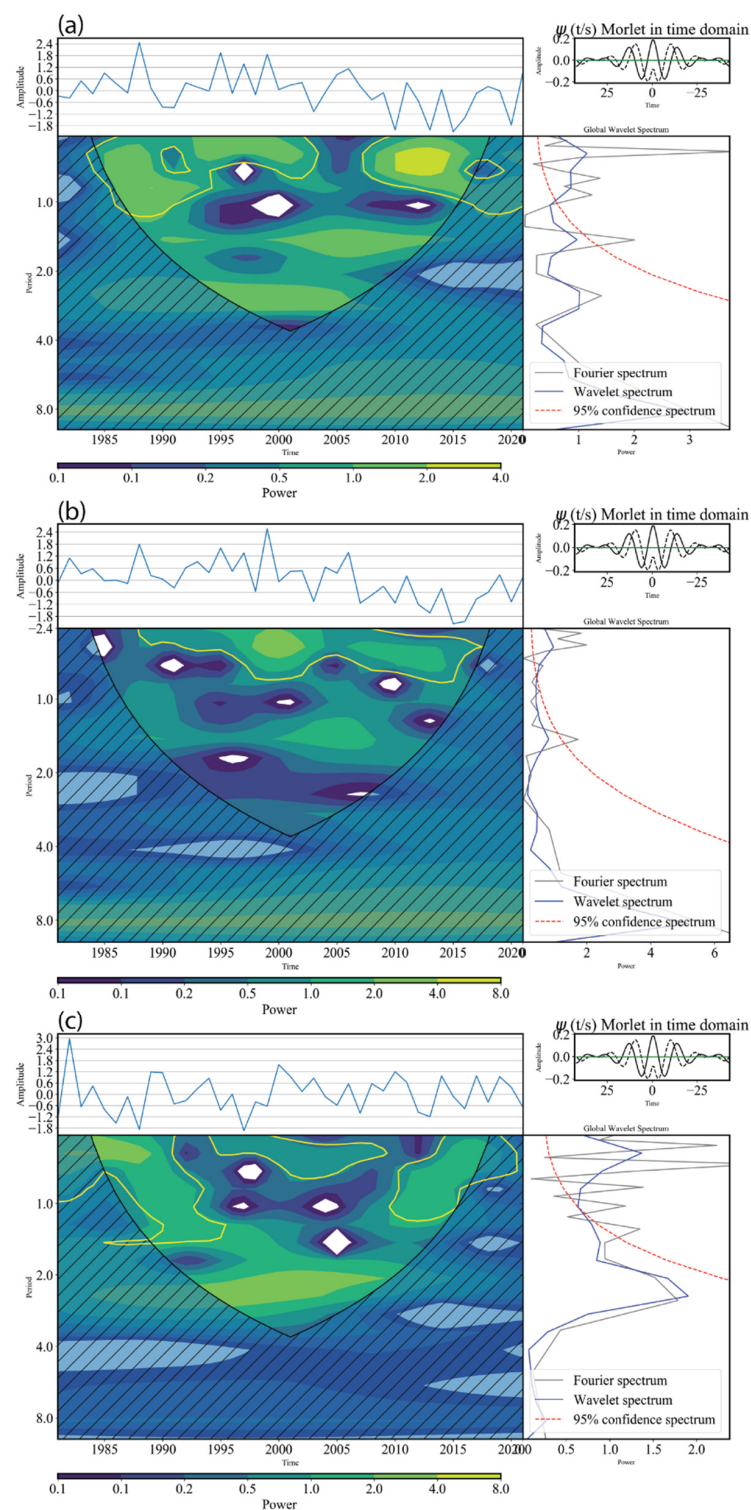 (a)
ψ (t/s) Morlet in time domain
2.4
1.8
1.2
0.6
0.0
−0.6
−1.2
−1.8
Amplitude
0.2
0.0
−0.2
Amplitude
25 0 −25
Time
Global Wavelet Spectrum
1.0
2.0
4.0
8.0
Period
Fourier spectrum
Wavelet spectrum
95% confidence spectrum
1985 1990 1995 2000 2005 2010 2015 2020
Time
0 1 2 3
Power
0.1 0.1 0.2 0.5 1.0 2.0 4.0
Power
(b)
ψ (t/s) Morlet in time domain
2.4
1.8
1.2
0.6
0.0
−0.6
−1.2
−1.8
−2.4
Amplitude
0.2
0.0
−0.2
Amplitude
25 0 −25
Time
Global Wavelet Spectrum
1.0
2.0
4.0
8.0
Period
Fourier spectrum
Wavelet spectrum
95% confidence spectrum
1985 1990 1995 2000 2005 2010 2015 2020
Time
0 2 4 6
Power
0.1 0.1 0.2 0.5 1.0 2.0 4.0 8.0
Power
(c)
ψ (t/s) Morlet in time domain
3.0
2.4
1.8
1.2
0.6
0.0
−0.6
−1.2
−1.8
Amplitude
0.2
0.0
−0.2
Amplitude
25 0 −25
Time
Global Wavelet Spectrum
1.0
2.0
4.0
8.0
Period
Fourier spectrum
Wavelet spectrum
95% confidence spectrum
1985 1990 1995 2000 2005 2010 2015 2020
Time
0.0 0.5 1.0 1.5 2.0
Power
0.1 0.1 0.2 0.5 1.0 2.0 4.0 8.0
Power